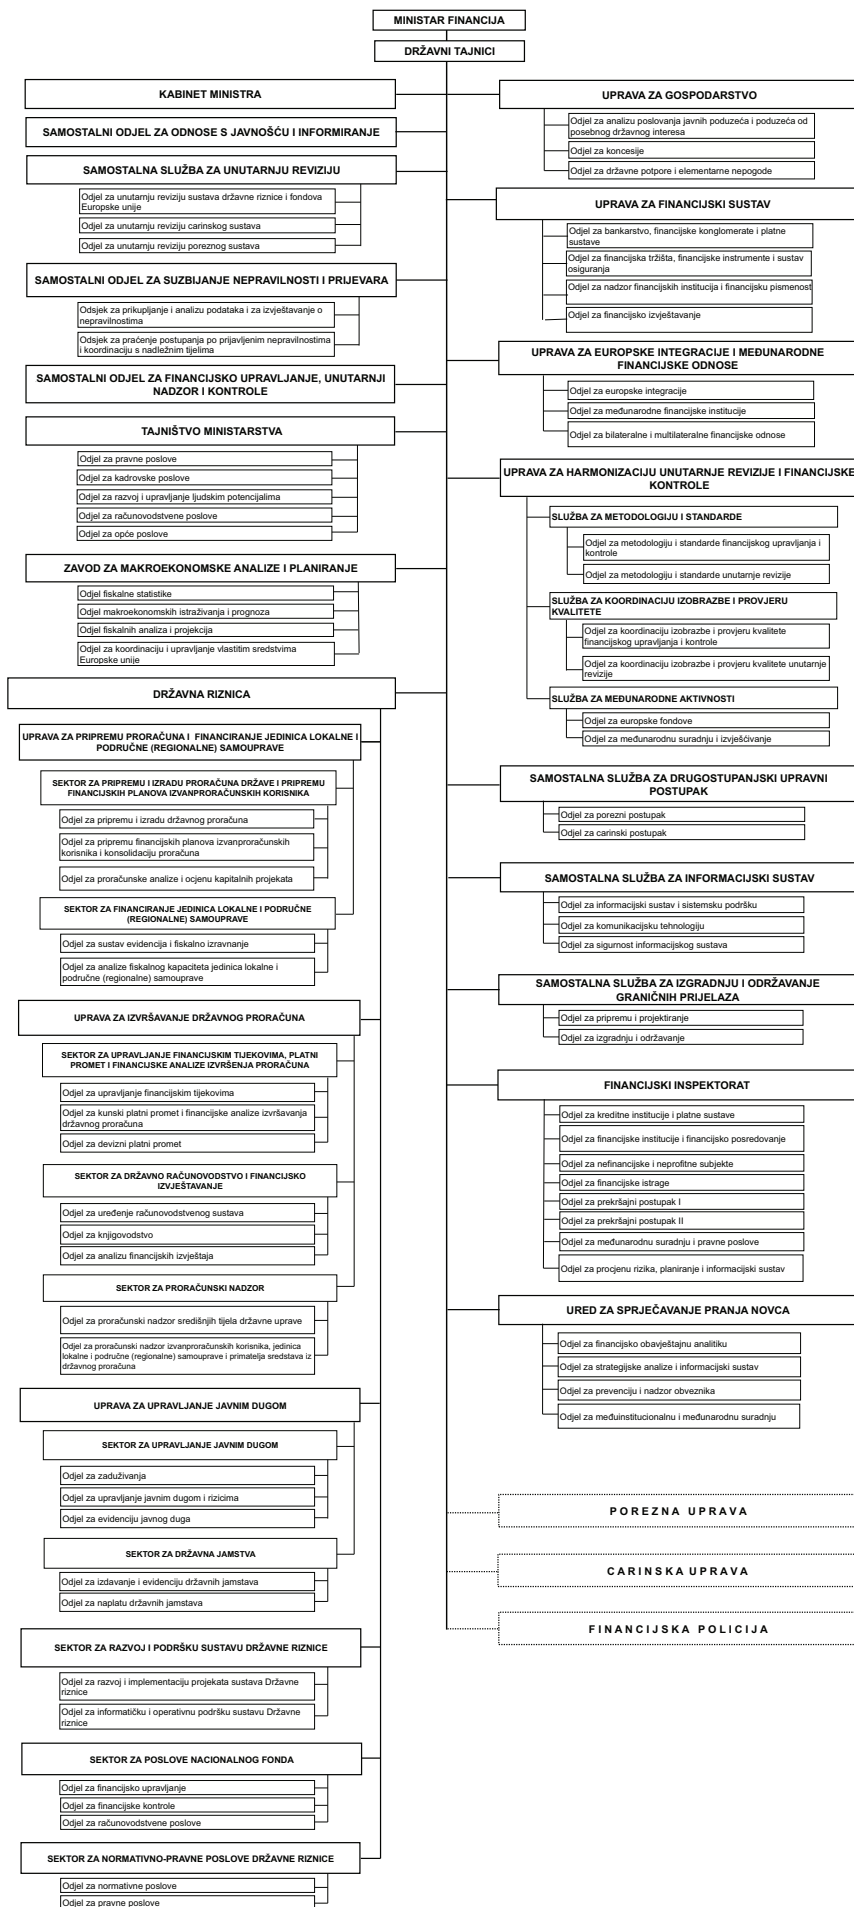 MINISTAR FINANCIJA
DRŽAVNI TAJNICI
KABINET MINISTRA
SAMOSTALNI ODJEL ZA ODNOSE S JAVNOŠĆU I INFORMIRANJE
SAMOSTALNA SLUŽBA ZA UNUTARNJU REVIZIJU
Odjel za unutarnju reviziju sustava državne riznice i fondova
Europske unije
Odjel za unutarnju reviziju carinskog sustava
Odjel za unutarnju reviziju poreznog sustava
SAMOSTALNI ODJEL ZA SUZBIJANJE NEPRAVILNOSTI I PRIJEVARA
Odsjek za prikupljanje i analizu podataka i za izvještavanje o
nepravilnostima
Odsjek za praćenje postupanja po prijavljenim nepravilnostima
i koordinaciju s nadležnim tijelima
SAMOSTALNI ODJEL ZA FINANCIJSKO UPRAVLJANJE, UNUTARNJI
NADZOR I KONTROLE
TAJNIŠTVO MINISTARSTVA
Odjel za pravne poslove
Odjel za kadrovske poslove
Odjel za razvoj i upravljanje ljudskim potencijalima
Odjel za računovodstvene poslove
Odjel za opće poslove
ZAVOD ZA MAKROEKONOMSKE ANALIZE I PLANIRANJE
Odjel fiskalne statistike
Odjel makroekonomskih istraživanja i prognoza
Odjel fiskalnih analiza i projekcija
Odjel za koordinaciju i upravljanje vlastitim sredstvima
Europske unije
DRŽAVNA RIZNICA
UPRAVA ZA PRIPREMU PRORAČUNA I FINANCIRANJE JEDINICA LOKALNE I
PODRUČNE (REGIONALNE) SAMOUPRAVE
SEKTOR ZA PRIPREMU I IZRADU PRORAČUNA DRŽAVE I PRIPREMU
FINANCIJSKIH PLANOVA IZVANPRORAČUNSKIH KORISNIKA
Odjel za pripremu i izradu državnog proračuna
Odjel za pripremu financijskih planova izvanproračunskih
korisnika i konsolidaciju proračuna
Odjel za proračunske analize i ocjenu kapitalnih projekata
SEKTOR ZA FINANCIRANJE JEDINICA LOKALNE I PODRUČNE
(REGIONALNE) SAMOUPRAVE
Odjel za sustav evidencija i fiskalno izravnanje
Odjel za analize fiskalnog kapaciteta jedinica lokalne i
područne (regionalne) samouprave
UPRAVA ZA IZVRŠAVANJE DRŽAVNOG PRORAČUNA
SEKTOR ZA UPRAVLJANJE FINANCIJSKIM TIJEKOVIMA, PLATNI
PROMET I FINANCIJSKE ANALIZE IZVRŠENJA PRORAČUNA
Odjel za upravljanje financijskim tijekovima
Odjel za kunski platni promet i financijske analize izvršavanja
državnog proračuna
Odjel za devizni platni promet
SEKTOR ZA DRŽAVNO RAČUNOVODSTVO I FINANCIJSKO
IZVJEŠTAVANJE
Odjel za uređenje računovodstvenog sustava
Odjel za knjigovodstvo
Odjel za analizu financijskih izvještaja
SEKTOR ZA PRORAČUNSKI NADZOR
Odjel za proračunski nadzor središnjih tijela državne uprave
Odjel za proračunski nadzor izvanproračunskih korisnika, jedinica
lokalne i područne (regionalne) samouprave i primatelja sredstava iz
državnog proračuna
UPRAVA ZA UPRAVLJANJE JAVNIM DUGOM
SEKTOR ZA UPRAVLJANJE JAVNIM DUGOM
Odjel za zaduživanja
Odjel za upravljanje javnim dugom i rizicima
Odjel za evidenciju javnog duga
SEKTOR ZA DRŽAVNA JAMSTVA
Odjel za izdavanje i evidenciju državnih jamstava
Odjel za naplatu državnih jamstava
SEKTOR ZA RAZVOJ I PODRŠKU SUSTAVU DRŽAVNE RIZNICE
Odjel za razvoj i implementaciju projekata sustava Državne
riznice
Odjel za informatičku i operativnu podršku sustavu Državne
riznice
SEKTOR ZA POSLOVE NACIONALNOG FONDA
Odjel za financijsko upravljanje
Odjel za financijske kontrole
Odjel za računovodstvene poslove
SEKTOR ZA NORMATIVNO-PRAVNE POSLOVE DRŽAVNE RIZNICE
Odjel za normativne poslove
Odjel za pravne poslove
UPRAVA ZA GOSPODARSTVO
Odjel za analizu poslovanja javnih poduzeća i poduzeća od
posebnog državnog interesa
Odjel za koncesije
Odjel za državne potpore i elementarne nepogode
UPRAVA ZA FINANCIJSKI SUSTAV
Odjel za bankarstvo, financijske konglomerate i platne
sustave
Odjel za financijska tržišta, financijske instrumente i sustav
osiguranja
Odjel za nadzor financijskih institucija i financijsku pismenost
Odjel za financijsko izvještavanje
UPRAVA ZA EUROPSKE INTEGRACIJE I MEĐUNARODNE
FINANCIJSKE ODNOSE
Odjel za europske integracije
Odjel za međunarodne financijske institucije
Odjel za bilateralne i multilateralne financijske odnose
UPRAVA ZA HARMONIZACIJU UNUTARNJE REVIZIJE I FINANCIJSKE
KONTROLE
SLUŽBA ZA METODOLOGIJU I STANDARDE
Odjel za metodologiju i standarde financijskog upravljanja i
kontrole
Odjel za metodologiju i standarde unutarnje revizije
SLUŽBA ZA KOORDINACIJU IZOBRAZBE I PROVJERU
KVALITETE
Odjel za koordinaciju izobrazbe i provjeru kvalitete
financijskog upravljanja i kontrole
Odjel za koordinaciju izobrazbe i provjeru kvalitete unutarnje
revizije
SLUŽBA ZA MEĐUNARODNE AKTIVNOSTI
Odjel za europske fondove
Odjel za međunarodnu suradnju i izvješćivanje
SAMOSTALNA SLUŽBA ZA DRUGOSTUPANJSKI UPRAVNI
POSTUPAK
Odjel za porezni postupak
Odjel za carinski postupak
SAMOSTALNA SLUŽBA ZA INFORMACIJSKI SUSTAV
Odjel za informacijski sustav i sistemsku podršku
Odjel za komunikacijsku tehnologiju
Odjel za sigurnost informacijskog sustava
SAMOSTALNA SLUŽBA ZA IZGRADNJU I ODRŽAVANJE
GRANIČNIH PRIJELAZA
Odjel za pripremu i projektiranje
Odjel za izgradnju i održavanje
FINANCIJSKI INSPEKTORAT
Odjel za kreditne institucije i platne sustave
Odjel za financijske institucije i financijsko posredovanje
Odjel za nefinancijske i neprofitne subjekte
Odjel za financijske istrage
Odjel za prekršajni postupak I
Odjel za prekršajni postupak II
Odjel za međunarodnu suradnju i pravne poslove
Odjel za procjenu rizika, planiranje i informacijski sustav
URED ZA SPRJEČAVANJE PRANJA NOVCA
Odjel za financijsko obavještajnu analitiku
Odjel za strategijske analize i informacijski sustav
Odjel za prevenciju i nadzor obveznika
Odjel za međuinstitucionalnu i međunarodnu suradnju
POREZNA UPRAVA
CARINSKA UPRAVA
FINANCIJSKA POLICIJA